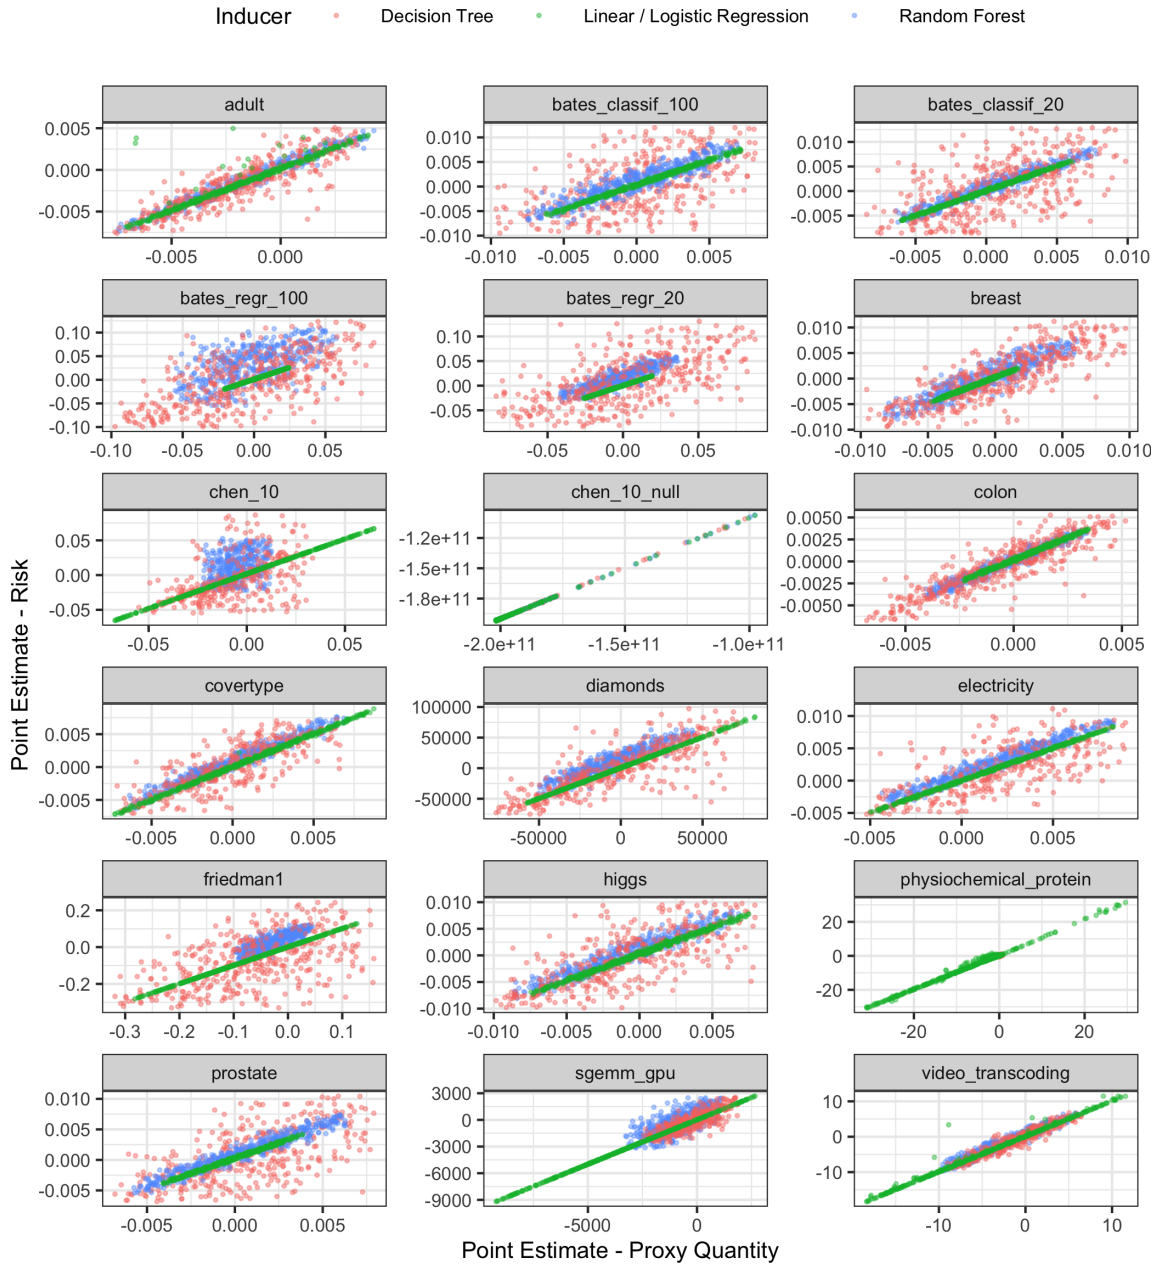 Inducer Decision Tree Linear / Logistic Regression Random Forest
adult bates_classif_100 bates_classif_20
0.005 0.000 -0.005
-0.005 0.000
0.010 0.005 0.000 -0.005 -0.010
-0.010 -0.005 0.000 0.005
0.010 0.005 0.000 -0.005
-0.005 0.000 0.005 0.010
bates_regr_100 bates_regr_20 breast
0.10 0.05 0.00 -0.05 -0.10
-0.10 -0.05 0.00 0.05
0.10 0.05 0.00 -0.05
-0.05 0.00 0.05
0.010 0.005 0.000 -0.005 -0.010
-0.010 -0.005 0.000 0.005 0.010
chen_10 chen_10_null colon
0.05 0.00 -0.05
-0.05 0.00 0.05
-1.2e+11 -1.5e+11 -1.8e+11
-2.0e+11 -1.5e+11 -1.0e+11
0.0050 0.0025 0.0000 -0.0025 -0.0050
-0.005 0.000 0.005
covertype diamonds electricity
0.005 0.000 -0.005
-0.005 0.000 0.005
100000 50000 0 -50000
-50000 0 50000
0.010 0.005 0.000 -0.005
-0.005 0.000 0.005
friedman1 higgs physiochemical_protein
0.2 0.0 -0.2
-0.3 -0.2 -0.1 0.0 0.1
0.010 0.005 0.000 -0.005 -0.010
-0.010 -0.005 0.000 0.005
20 0 -20
-20 0 20
prostate sgemm_gpu video_transcoding
0.010 0.005 0.000 -0.005
-0.005 0.000 0.005
3000 0 -3000 -6000 -9000
-5000 0
10 0 -10
-10 0 10
Point Estimate - Risk
Point Estimate - Proxy Quantity